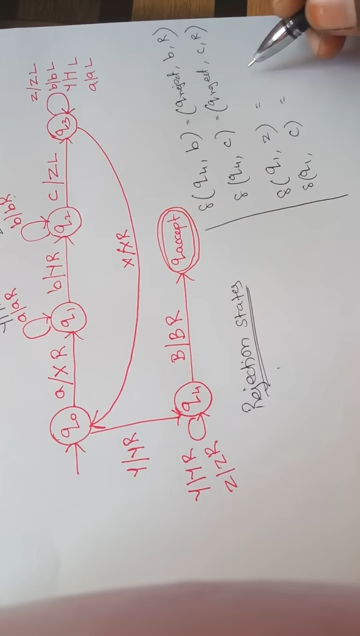 z/zL
b/bL
Y/YL
a/aL
q3
c/zL
b/bR
q2
b/YR
a/aR
q1
a/XR
q0
X/XR
Y/YR
q4
Y/YR
z/zR
B/BR
qaccept
Rejection states
δ(q4, b) = (qreject, b, R)
δ(q4, c) = (qreject, c, R)
δ(q1, z) =
δ(q1, c) =